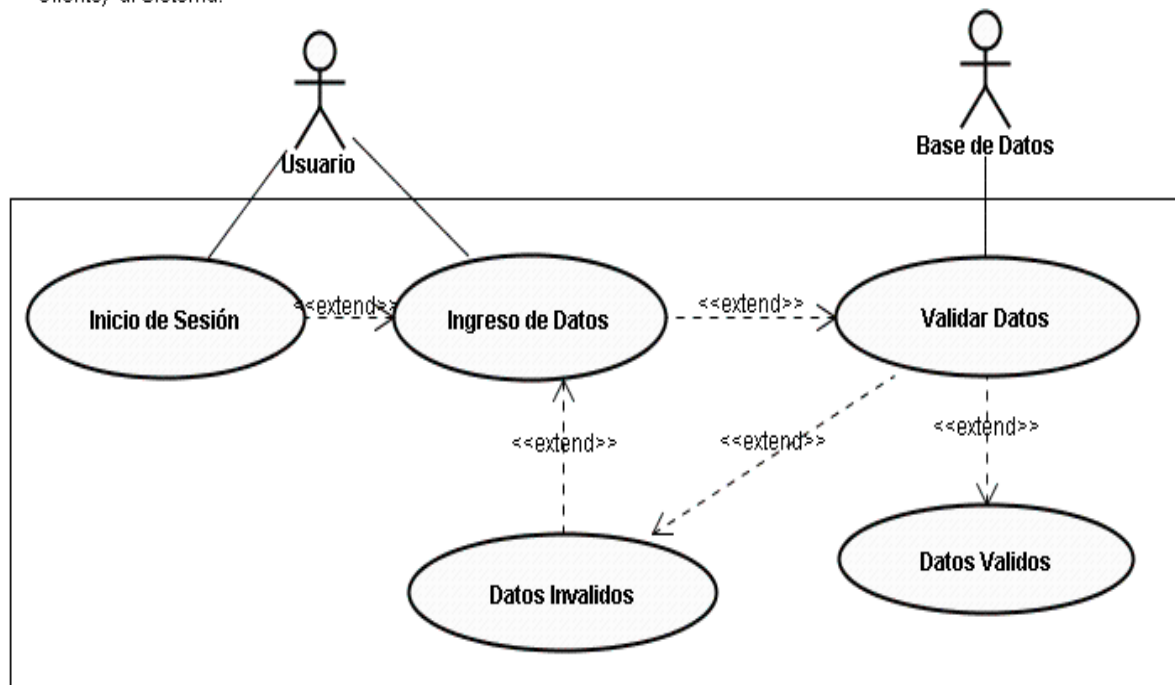 Usuario
Base de Datos
Inicio de Sesión
<<extend>>
Ingreso de Datos
<<extend>>
Validar Datos
<<extend>>
<<extend>>
<<extend>>
Datos Invalidos
Datos Validos